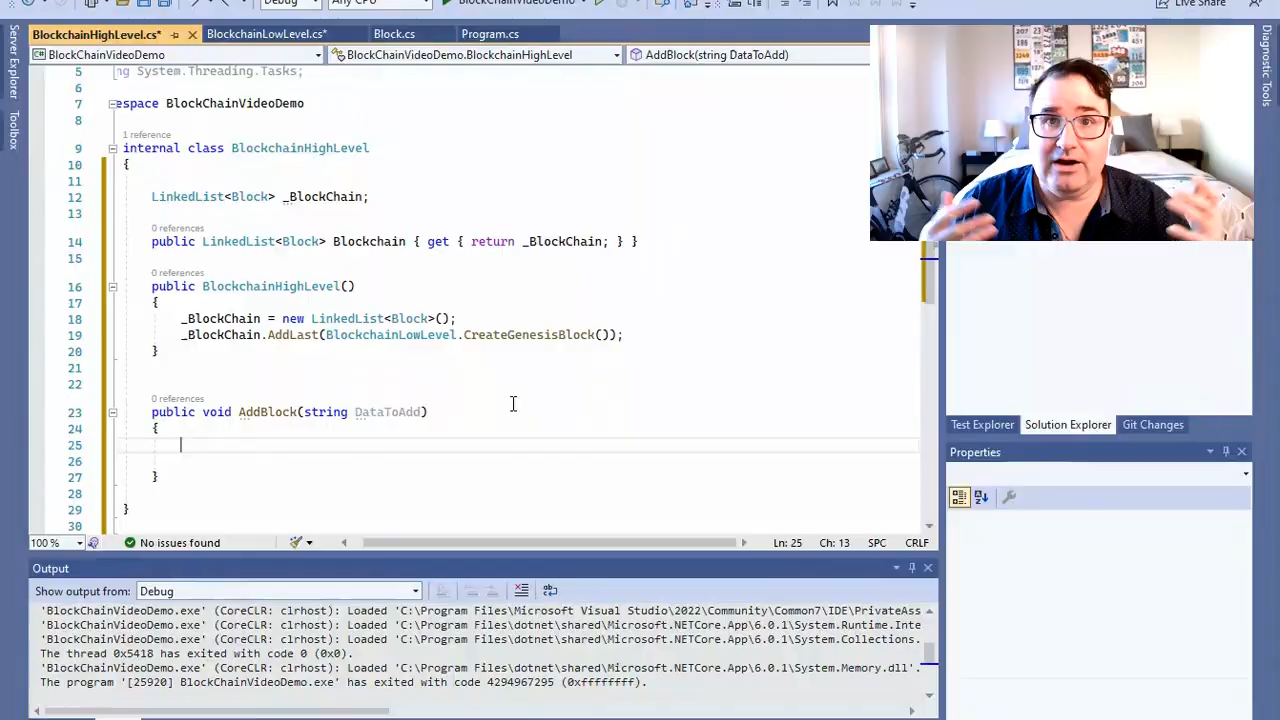 Debug
Any CPU
BlockChainVideoDemo
Live Share
Server Explorer
Toolbox
BlockchainHighLevel.cs*
BlockchainLowLevel.cs*
Block.cs
Program.cs
BlockChainVideoDemo
BlockChainVideoDemo.BlockchainHighLevel
AddBlock(string DataToAdd)
Diagnostic Tools
5 ng System.Threading.Tasks;
6
7 espace BlockChainVideoDemo
8
1 reference
9 internal class BlockchainHighLevel
10 {
11
12 LinkedList<Block> _BlockChain;
13
0 references
14 public LinkedList<Block> Blockchain { get { return _BlockChain; } }
15
0 references
16 public BlockchainHighLevel()
17 {
18 _BlockChain = new LinkedList<Block>();
19 _BlockChain.AddLast(BlockchainLowLevel.CreateGenesisBlock());
20 }
21
22
0 references
23 public void AddBlock(string DataToAdd)
24 {
25
26
27 }
28
29 }
30
100 %
No issues found
Ln: 25
Ch: 13
SPC
CRLF
Test Explorer
Solution Explorer
Git Changes
Properties
Output
Show output from:
Debug
'BlockChainVideoDemo.exe' (CoreCLR: clrhost): Loaded 'C:\Program Files\Microsoft Visual Studio\2022\Community\Common7\IDE\PrivateAss
'BlockChainVideoDemo.exe' (CoreCLR: clrhost): Loaded 'C:\Program Files\dotnet\shared\Microsoft.NETCore.App\6.0.1\System.Runtime.Inte
'BlockChainVideoDemo.exe' (CoreCLR: clrhost): Loaded 'C:\Program Files\dotnet\shared\Microsoft.NETCore.App\6.0.1\System.Collections.
The thread 0x5418 has exited with code 0 (0x0).
'BlockChainVideoDemo.exe' (CoreCLR: clrhost): Loaded 'C:\Program Files\dotnet\shared\Microsoft.NETCore.App\6.0.1\System.Memory.dll'.
The program '[25920] BlockChainVideoDemo.exe' has exited with code 4294967295 (0xffffffff).